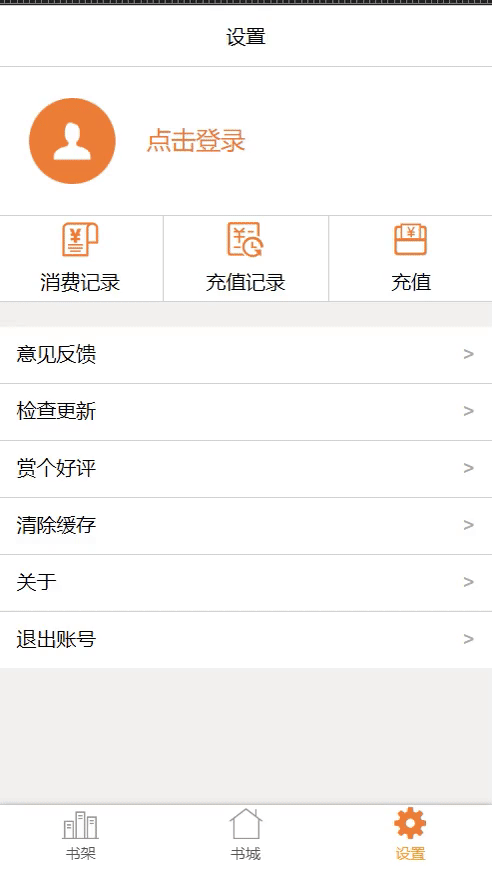 设置
点击登录
消费记录 充值记录 充值
意见反馈 >
检查更新 >
赏个好评 >
清除缓存 >
关于 >
退出账号 >
书架 书城 设置